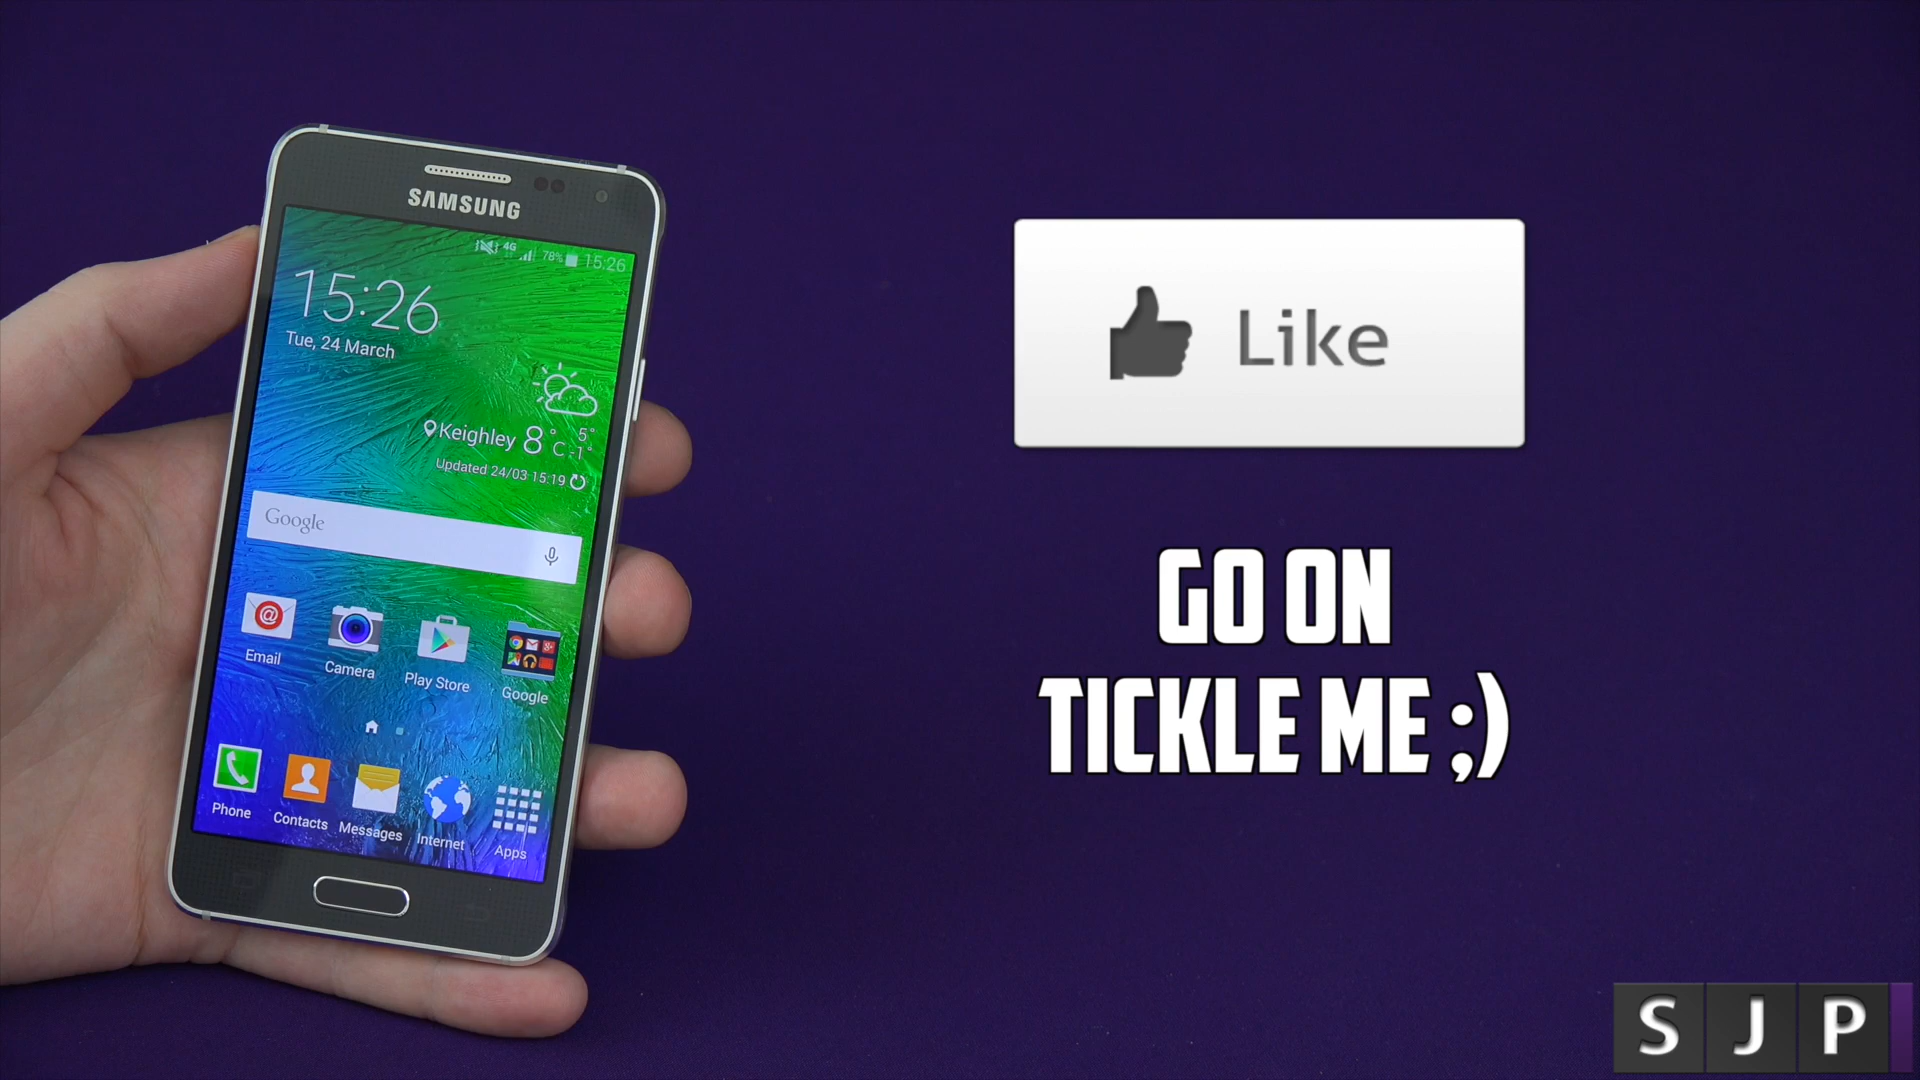 SAMSUNG
4G 78% 15:26
15:26
Tue, 24 March
Keighley 8°C 5° -1°
Updated 24/03 15:19
Google
Email Camera Play Store Google
Phone Contacts Messages Internet Apps
Like
GO ON
TICKLE ME ;)
SJP